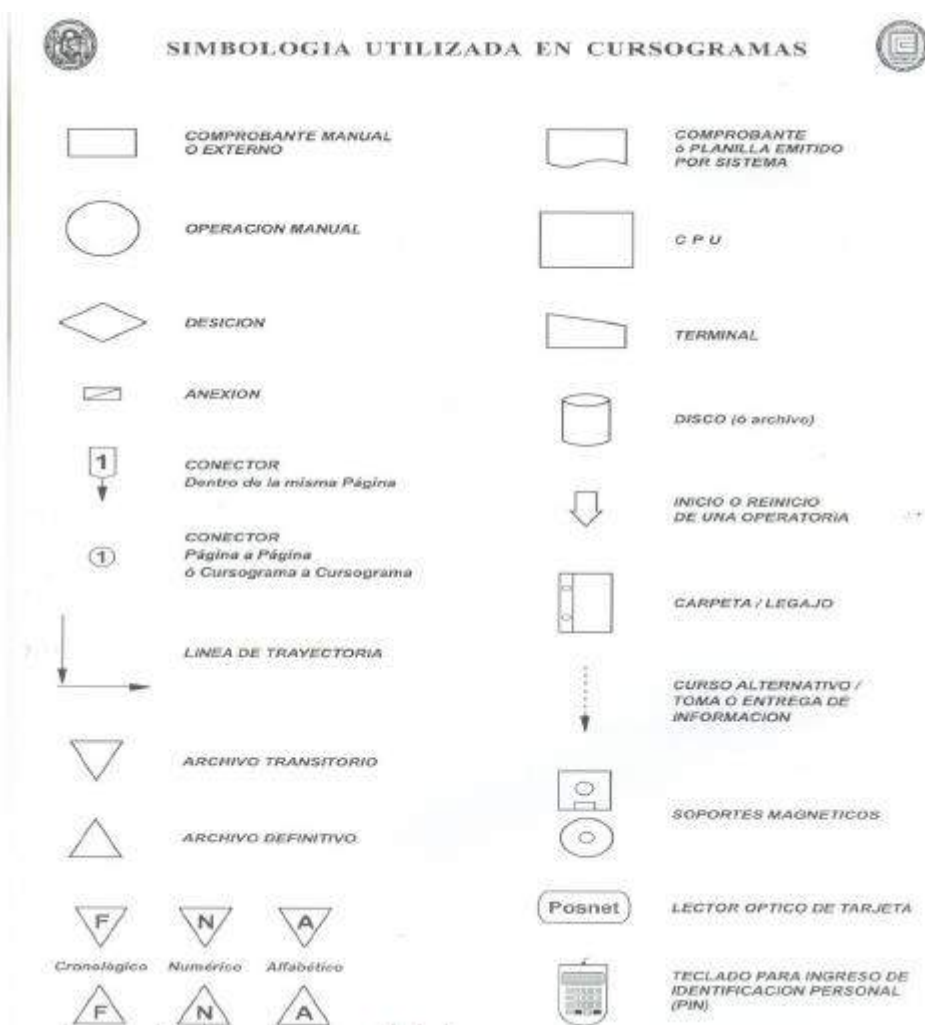 SIMBOLOGIA UTILIZADA EN CURSOGRAMAS
COMPROBANTE MANUAL
O EXTERNO
OPERACION MANUAL
DESICION
ANEXION
1
CONECTOR
Dentro de la misma Página
1
CONECTOR
Página a Página
ó Cursograma a Cursograma
LINEA DE TRAYECTORIA
ARCHIVO TRANSITORIO
ARCHIVO DEFINITIVO
F N A
Cronológico Numérico Alfabético
F N A
COMPROBANTE
ó PLANILLA EMITIDO
POR SISTEMA
C P U
TERMINAL
DISCO (ó archivo)
INICIO O REINICIO
DE UNA OPERATORIA
CARPETA / LEGAJO
CURSO ALTERNATIVO /
TOMA O ENTREGA DE
INFORMACION
SOPORTES MAGNETICOS
Posnet
LECTOR OPTICO DE TARJETA
TECLADO PARA INGRESO DE
IDENTIFICACION PERSONAL
(PIN)